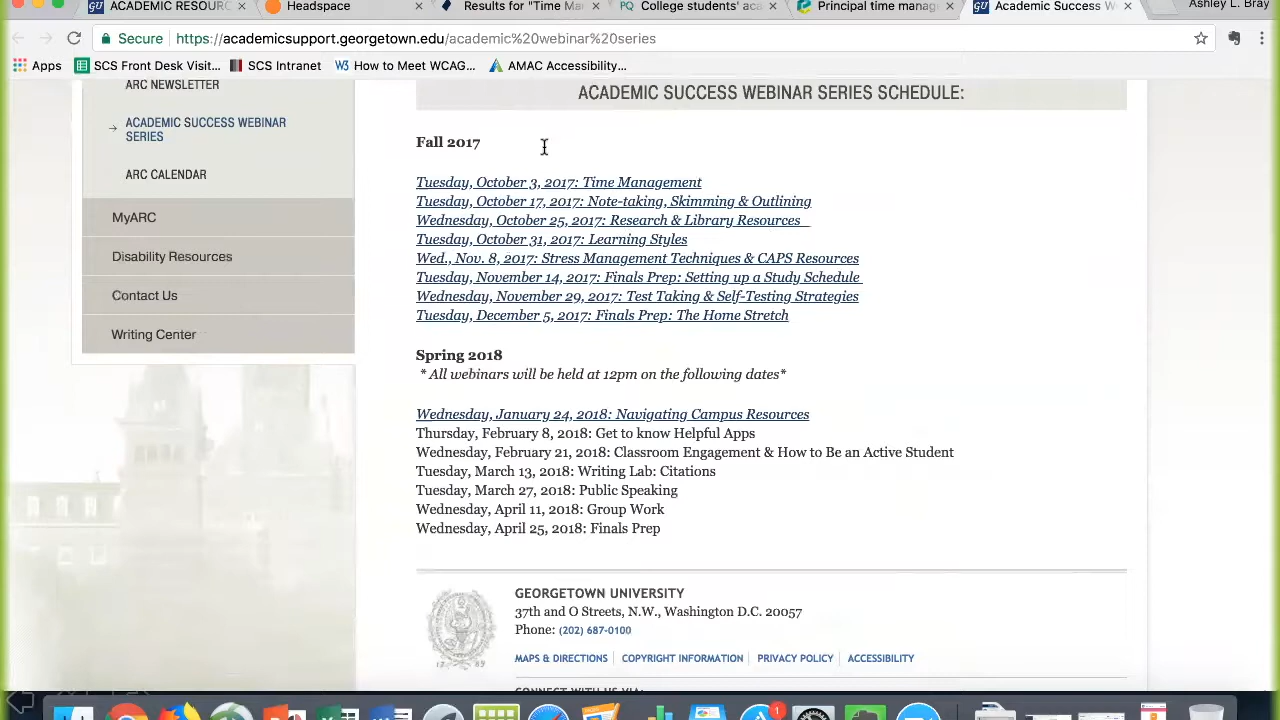 ACADEMIC RESOURC
Headspace
Results for "Time Ma
College students' aca
Principal time manag
Academic Success W
Ashley L. Bray
Secure
https://academicsupport.georgetown.edu/academic%20webinar%20series
Apps
SCS Front Desk Visit...
SCS Intranet
How to Meet WCAG...
AMAC Accessibility...
ARC NEWSLETTER
ACADEMIC SUCCESS WEBINAR
SERIES
ARC CALENDAR
MyARC
Disability Resources
Contact Us
Writing Center
ACADEMIC SUCCESS WEBINAR SERIES SCHEDULE:
Fall 2017
Tuesday, October 3, 2017: Time Management
Tuesday, October 17, 2017: Note-taking, Skimming & Outlining
Wednesday, October 25, 2017: Research & Library Resources
Tuesday, October 31, 2017: Learning Styles
Wed., Nov. 8, 2017: Stress Management Techniques & CAPS Resources
Tuesday, November 14, 2017: Finals Prep: Setting up a Study Schedule
Wednesday, November 29, 2017: Test Taking & Self-Testing Strategies
Tuesday, December 5, 2017: Finals Prep: The Home Stretch
Spring 2018
*All webinars will be held at 12pm on the following dates*
Wednesday, January 24, 2018: Navigating Campus Resources
Thursday, February 8, 2018: Get to know Helpful Apps
Wednesday, February 21, 2018: Classroom Engagement & How to Be an Active Student
Tuesday, March 13, 2018: Writing Lab: Citations
Tuesday, March 27, 2018: Public Speaking
Wednesday, April 11, 2018: Group Work
Wednesday, April 25, 2018: Finals Prep
GEORGETOWN UNIVERSITY
37th and O Streets, N.W., Washington D.C. 20057
Phone: (202) 687-0100
MAPS & DIRECTIONS
COPYRIGHT INFORMATION
PRIVACY POLICY
ACCESSIBILITY
CONNECT WITH US VIA: